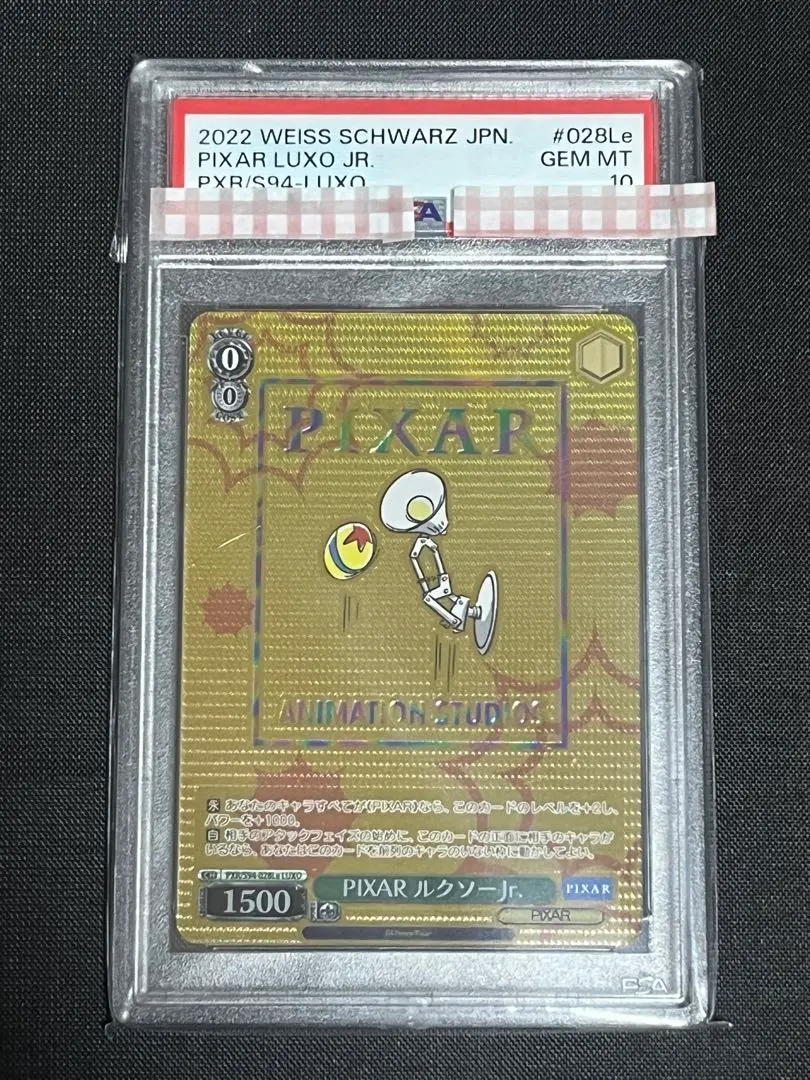 2022 WEISS SCHWARZ JPN. #028Le
PIXAR LUXO JR. GEM MT
PXR/S94-LUXO 10
0
0
PIXAR
ANIMATION STUDIOS
永 あなたのキャラすべてが《PIXAR》なら、このカードのレベルを+2し、
パワーを+1000。
自 相手のアタックフェイズの始めに、このカードの正面に相手のキャラが
いるなら、あなたはこのカードを前列のキャラのいない枠に動かしてよい。
PXR/S94-028Le LUXO
1500 PIXAR ルクソーJr. PIXAR
PIXAR
PSA